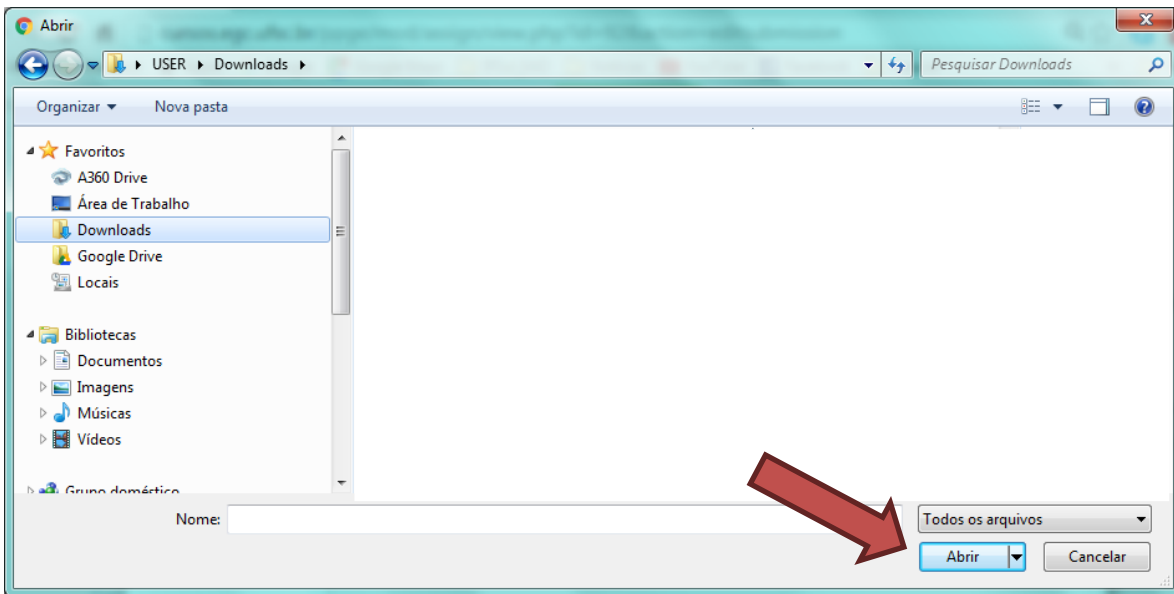 Abrir
USER Downloads
Pesquisar Downloads
Organizar Nova pasta
Favoritos
A360 Drive
Área de Trabalho
Downloads
Google Drive
Locais
Bibliotecas
Documentos
Imagens
Músicas
Vídeos
Grupo doméstico
Nome:
Todos os arquivos
Abrir Cancelar